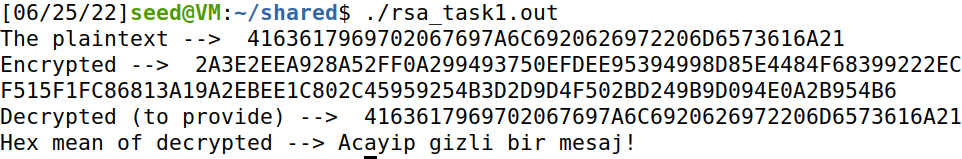 [06/25/22]seed@VM:~/shared$ ./rsa_task1.out
The plaintext -->  4163617969702067697A6C6920626972206D6573616A21
Encrypted -->  2A3E2EEA928A52FF0A299493750EFDEE95394998D85E4484F68399222EC
F515F1FC86813A19A2EBEE1C802C45959254B3D2D9D4F502BD249B9D094E0A2B954B6
Decrypted (to provide) -->  4163617969702067697A6C6920626972206D6573616A21
Hex mean of decrypted --> Acayip gizli bir mesaj!